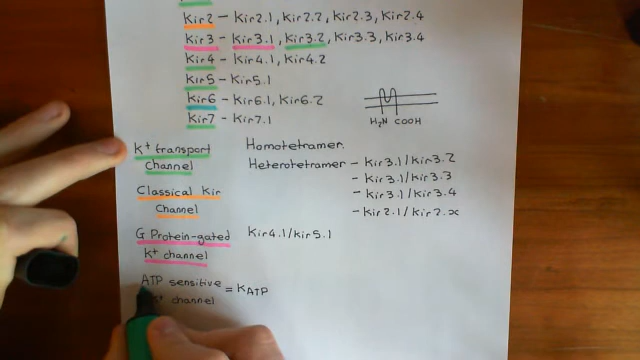 Kir2 - Kir2.1, Kir2.2, Kir2.3, Kir2.4
Kir3 - Kir3.1, Kir3.2, Kir3.3, Kir3.4
Kir4 - Kir4.1, Kir4.2
Kir5 - Kir5.1
Kir6 - Kir6.1, Kir6.2
Kir7 - Kir7.1
H2N COOH
K+ transport channel
Classical Kir Channel
G Protein-gated K+ channel
ATP sensitive K+ channel = KATP
Homotetramer.
Heterotetramer - Kir3.1/Kir3.2
- Kir3.1/Kir3.3
- Kir3.1/Kir3.4
- Kir2.1/Kir2.x
Kir4.1/Kir5.1